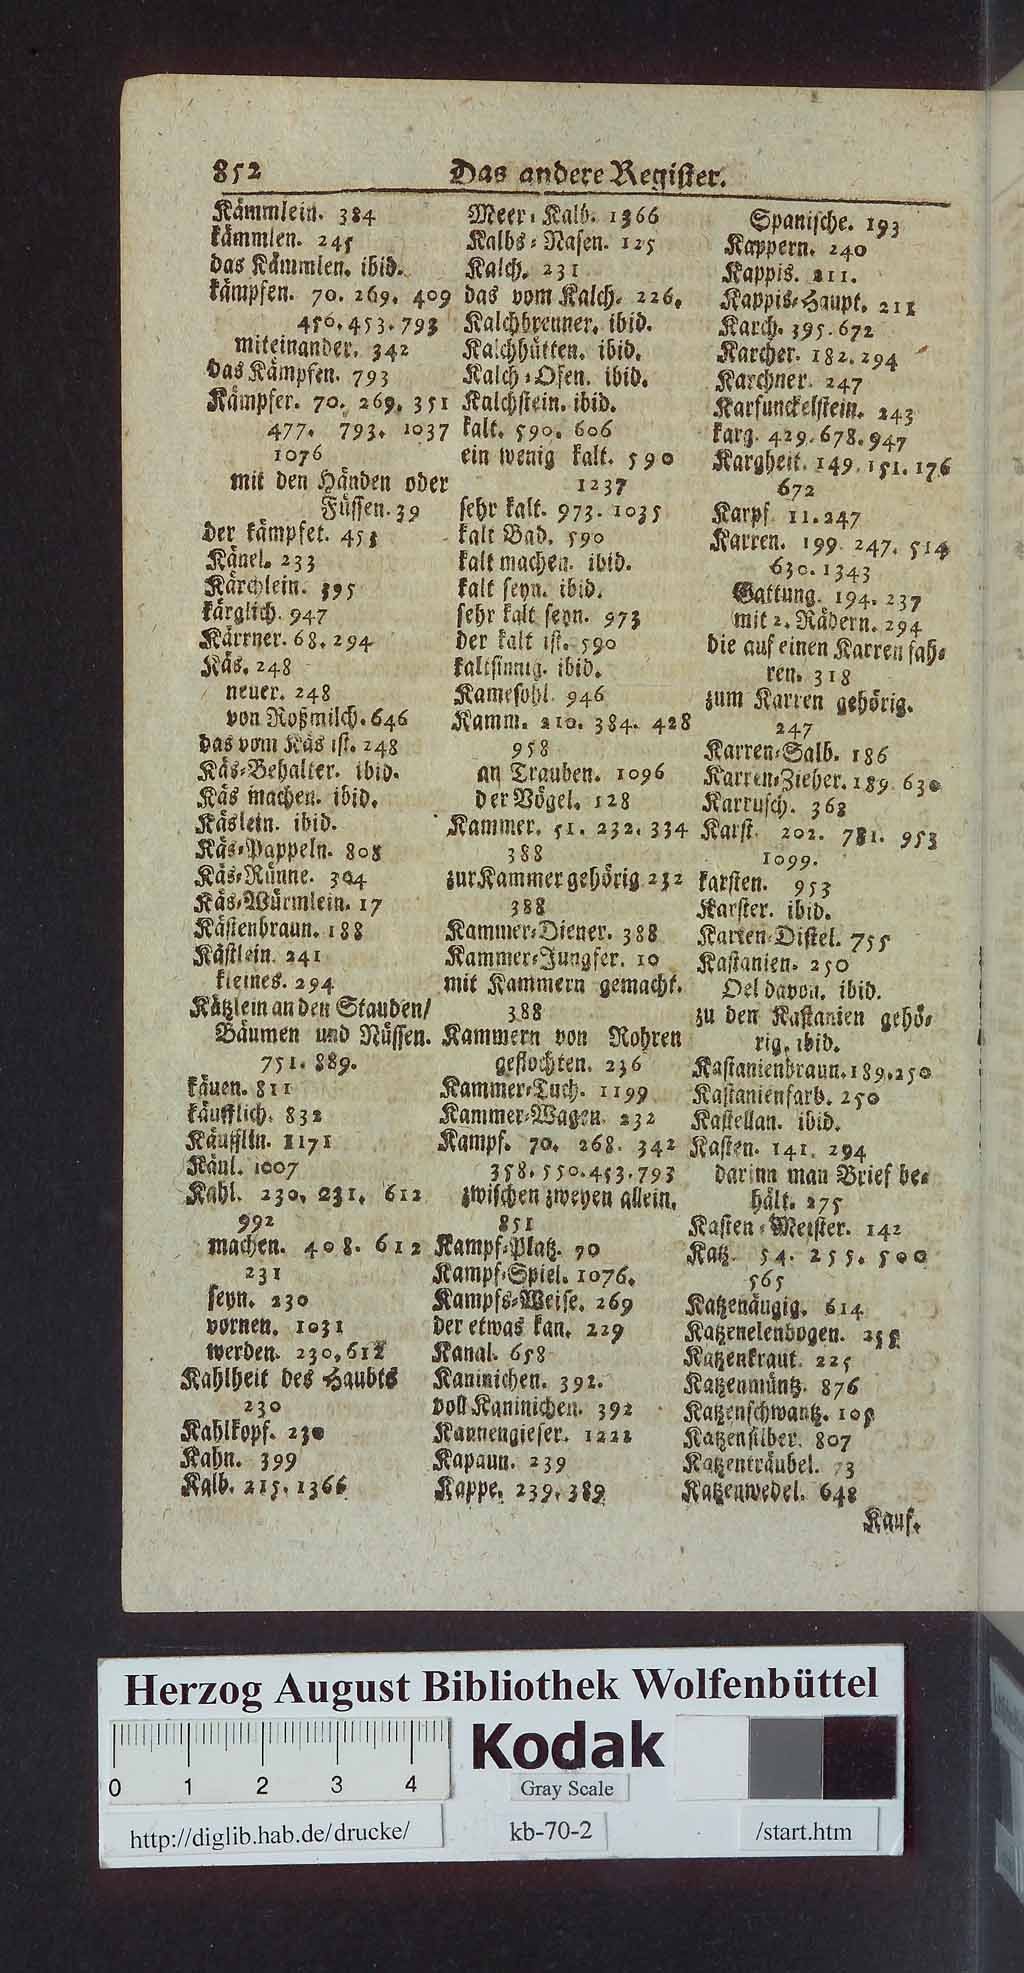 852 Das andere Register.
Kämmlein. 384
kämmlen. 245
das Kämmlen. ibid.
kämpfen. 70. 269. 409
450. 453. 793
miteinander. 342
das Kämpfen. 793
Kämpfer. 70. 269. 351
477. 793. 1037
1076
mit den Händen oder
Füssen. 39
der kämpfet. 453
Känel. 233
Kärchlein. 395
kärglich. 947
Kärrner. 68. 294
Käs. 248
neuer. 248
von Roßmilch. 646
das vom Käs ist. 248
Käs-Behalter. ibid.
Käs machen. ibid.
Käslein. ibid.
Käs-Pappeln. 808
Käs-Rünne. 304
Käs-Würmlein. 17
Kästenbraun. 188
Kästlein. 241
kleines. 294
Kätzlein an den Stauden/
Bäumen und Nüssen.
751. 889.
käuen. 811
käufflich. 832
Käufflin. 1171
Käul. 1007
Kahl. 230. 231. 612
992
machen. 408. 612
231
seyn. 230
vornen. 1031
werden. 230. 612
Kahlheit des Haubts
230
Kahlkopf. 230
Kahn. 399
Kalb. 215. 1366
Meer-Kalb. 1366
Kalbs-Nasen. 125
Kalch. 231
das vom Kalch. 226.
Kalchbrenner. ibid.
Kalchhütten. ibid.
Kalch-Ofen. ibid.
Kalchstein. ibid.
kalt. 590. 606
ein wenig kalt. 590
1237
sehr kalt. 973. 1035
kalt Bad. 590
kalt machen. ibid.
kalt seyn. ibid.
sehr kalt seyn. 973
der kalt ist. 590
kaltsinnig. ibid.
Kamesohl. 946
Kamm. 210. 384. 428
958
an Trauben. 1096
der Vögel. 128
Kammer. 51. 232. 334
388
zur Kammer gehörig 232
388
Kammer-Diener. 388
Kammer-Jungfer. 10
mit Kammern gemacht.
388
Kammern von Rohren
geflochten. 236
Kammer-Tuch. 1199
Kammer-Wagen. 232
Kampf. 70. 268. 342
358. 550. 453. 793
zwischen zweyen allein.
851
Kampf-Platz. 70
Kampf-Spiel. 1076.
Kampfs-Weise. 269
der etwas kan. 229
Kanal. 658
Kaninichen. 392.
voll Kaninichen. 392
Kannengieser. 1222
Kapaun. 239
Kappe. 239. 389
Spanische. 193
Kappern. 240
Kappis. 211.
Kappis-Haupt. 211
Karch. 395. 672
Karcher. 182. 294
Karchner. 247
Karfunckelstein. 243
karg. 429. 678. 947
Kargheit. 149. 151. 176
672
Karpf. 11. 247
Karren. 199. 247. 514
630. 1343
Gattung. 194. 237
mit 2. Rädern. 294
die auf einen Karren fah-
ren. 318
zum Karren gehörig.
247
Karren-Salb. 186
Karren-Zieher. 189. 630
Karrusch. 363
Karst. 202. 781. 953
1099.
karsten. 953
Karster. ibid.
Karten-Distel. 755
Kastanien. 250
Oel davon. ibid.
zu den Kastanien gehö-
rig. ibid.
Kastanienbraun. 189. 250
Kastanienfarb. 250
Kastellan. ibid.
Kasten. 141. 294
darinn man Brief be-
hält. 275
Kasten-Meister. 142
Katz. 54. 255. 500
565
Katzenäugig. 614
Katzenelenbogen. 255
Katzenkraut. 225
Katzenmüntz. 876
Katzenschwantz. 105
Katzensilber. 807
Katzenträubel. 73
Katzenwedel. 648
Kauf.
Herzog August Bibliothek Wolfenbüttel
Kodak
0 1 2 3 4
Gray Scale
http://diglib.hab.de/drucke/ kb-70-2 /start.htm